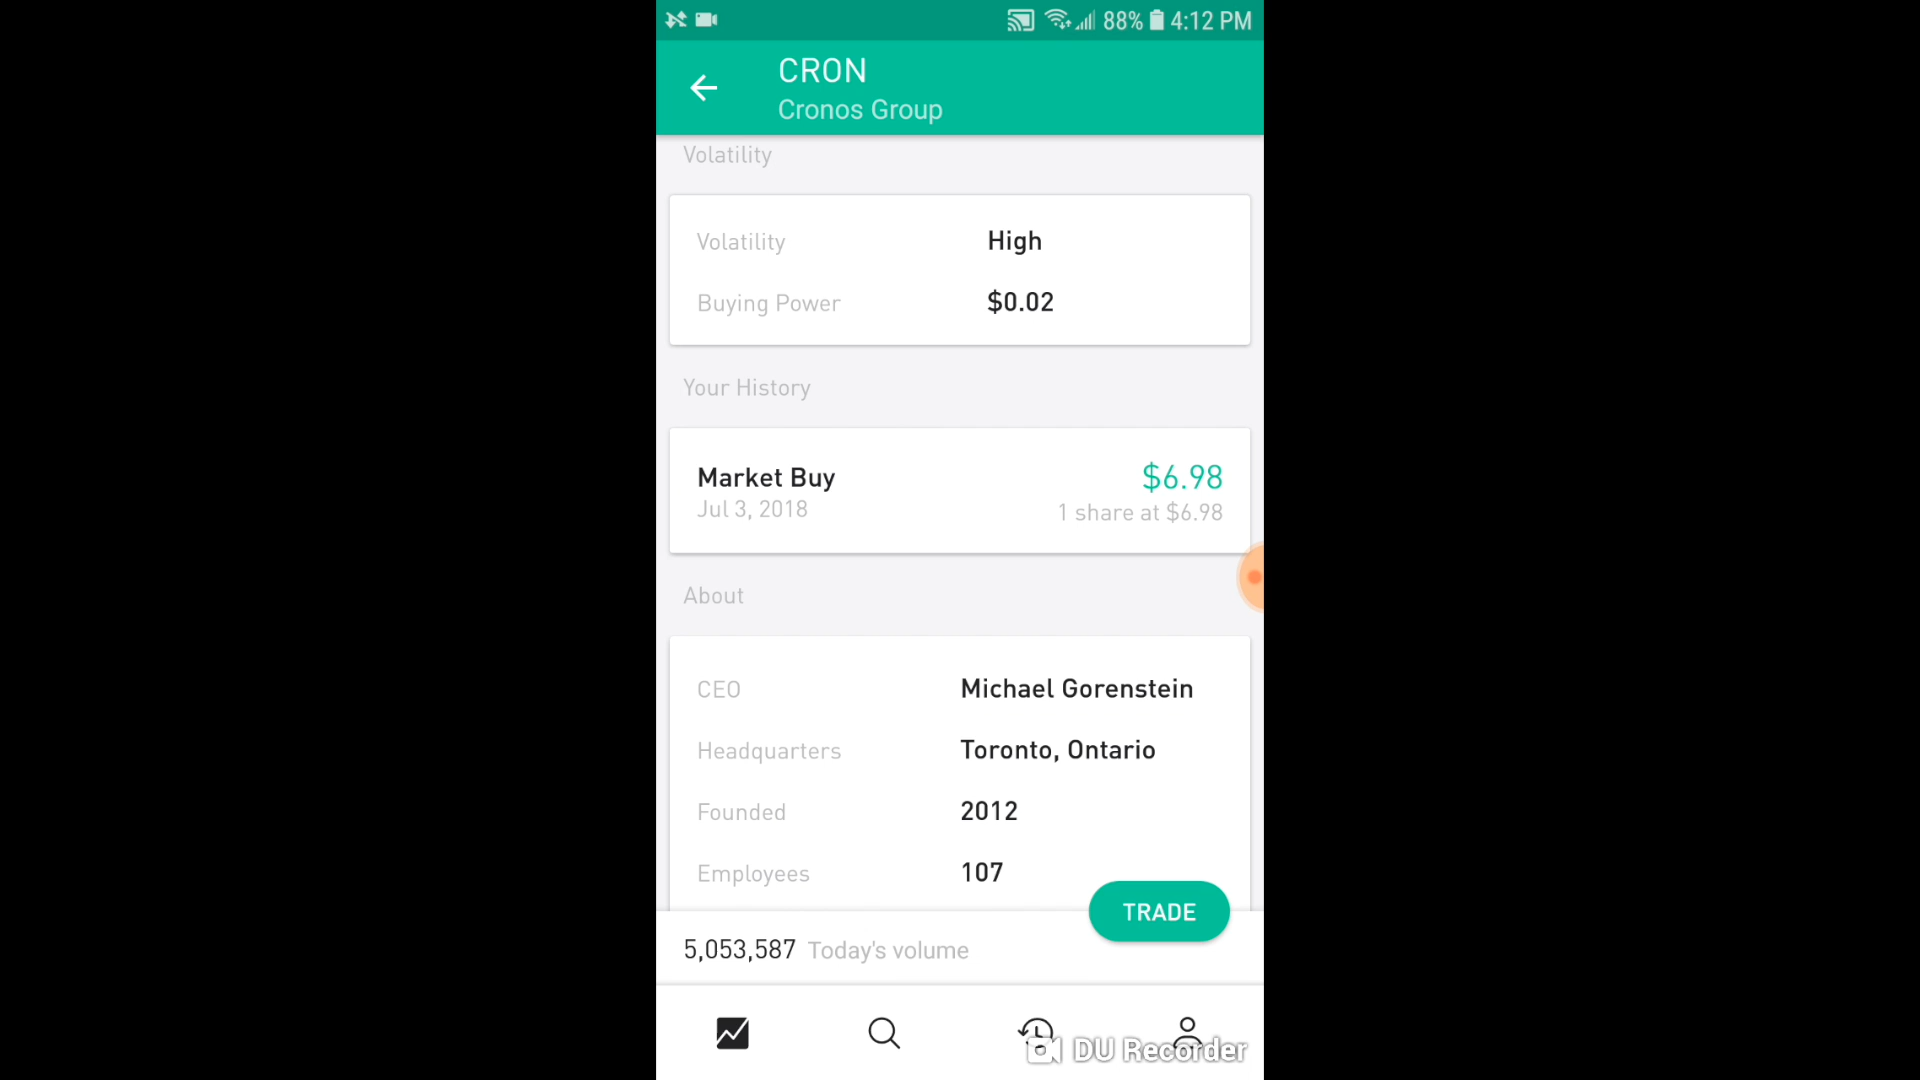 88% 4:12 PM
CRON
Cronos Group
Volatility
Volatility High
Buying Power $0.02
Your History
Market Buy $6.98
Jul 3, 2018 1 share at $6.98
About
CEO Michael Gorenstein
Headquarters Toronto, Ontario
Founded 2012
Employees 107
TRADE
5,053,587 Today's volume
DU Recorder